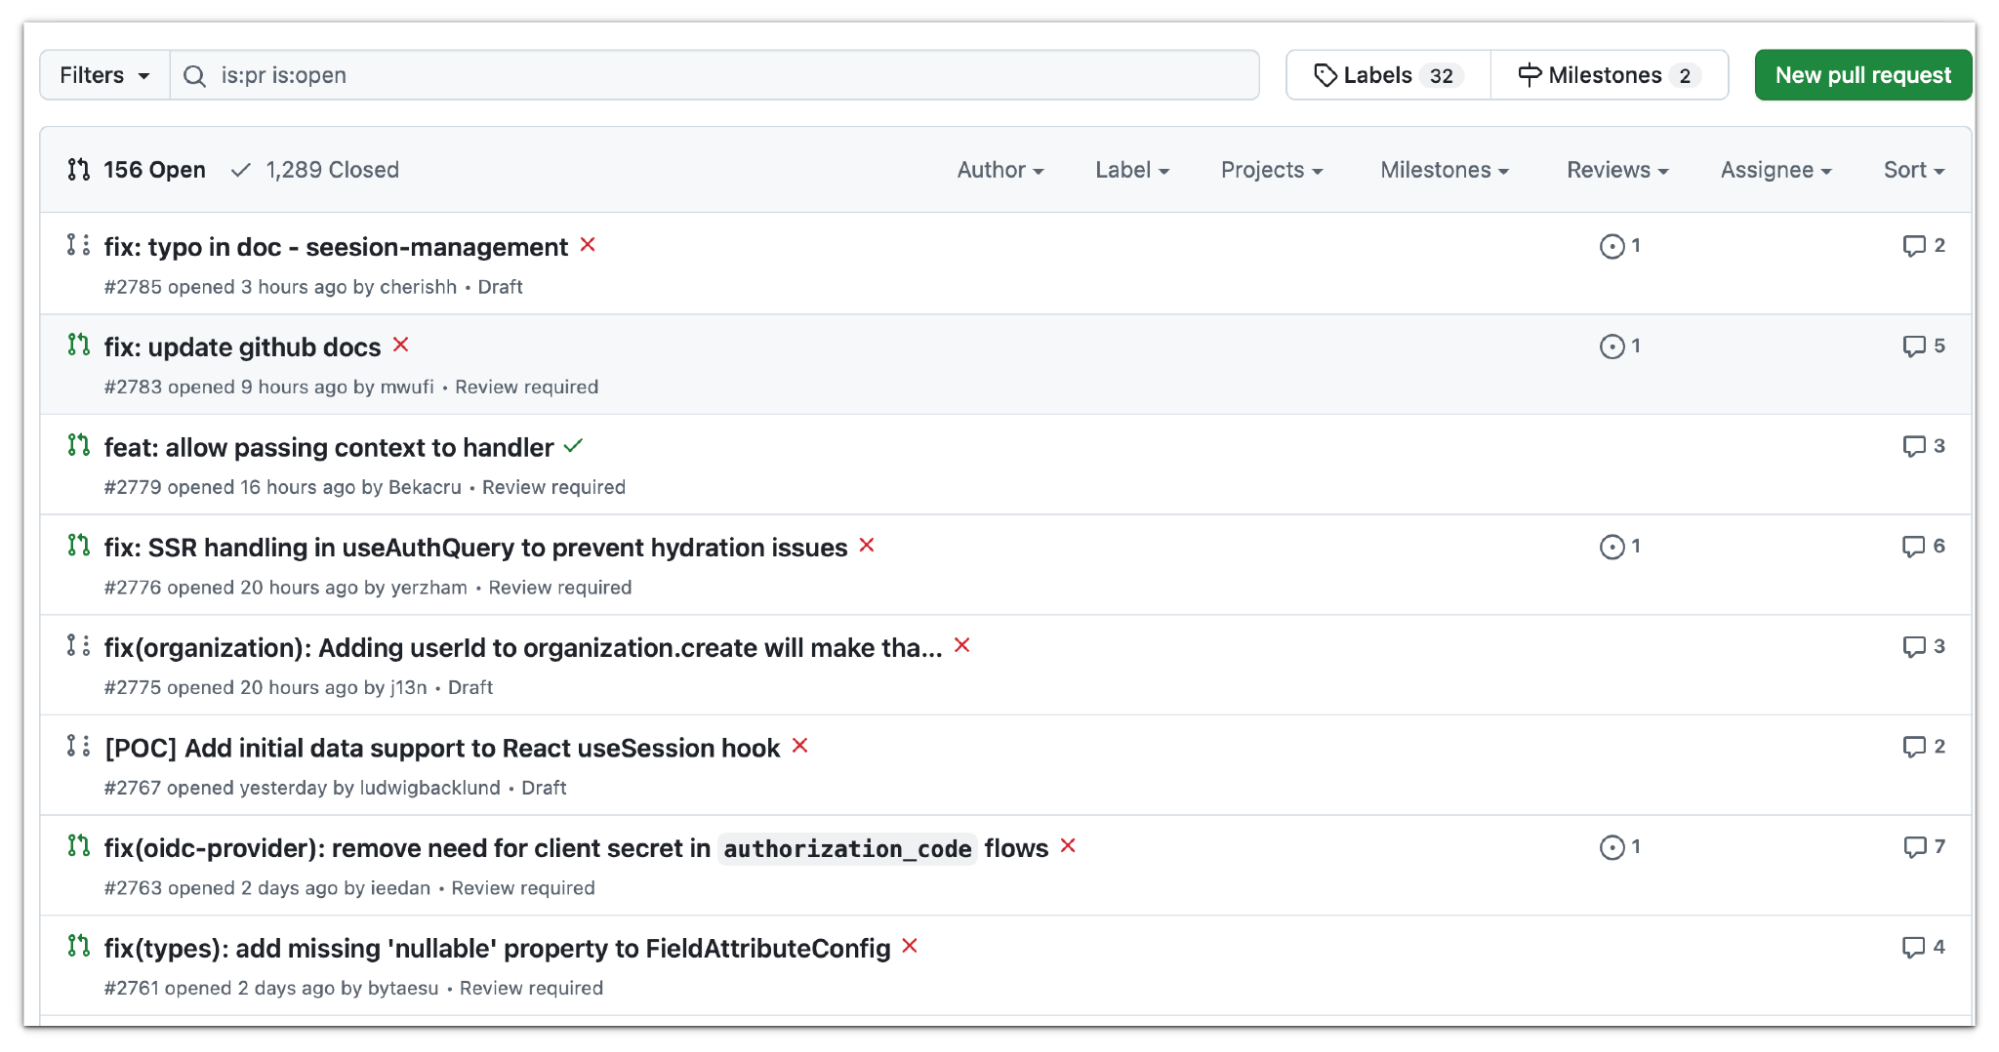 Filters is:pr is:open Labels 32 Milestones 2 New pull request
156 Open 1,289 Closed Author Label Projects Milestones Reviews Assignee Sort
fix: typo in doc - seesion-management 1 2
#2785 opened 3 hours ago by cherishh • Draft
fix: update github docs 1 5
#2783 opened 9 hours ago by mwufi • Review required
feat: allow passing context to handler 3
#2779 opened 16 hours ago by Bekacru • Review required
fix: SSR handling in useAuthQuery to prevent hydration issues 1 6
#2776 opened 20 hours ago by yerzham • Review required
fix(organization): Adding userId to organization.create will make tha... 3
#2775 opened 20 hours ago by j13n • Draft
[POC] Add initial data support to React useSession hook 2
#2767 opened yesterday by ludwigbacklund • Draft
fix(oidc-provider): remove need for client secret in authorization_code flows 1 7
#2763 opened 2 days ago by ieedan • Review required
fix(types): add missing 'nullable' property to FieldAttributeConfig 4
#2761 opened 2 days ago by bytaesu • Review required